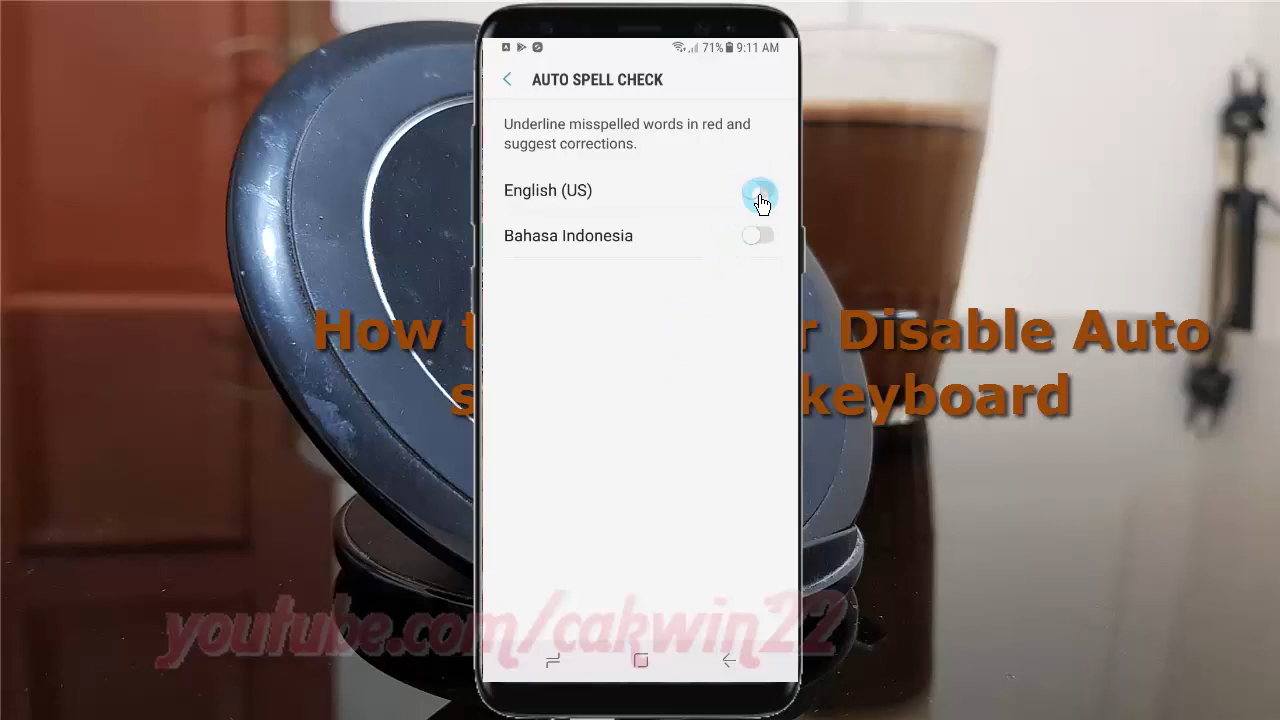 71% 9:11 AM
AUTO SPELL CHECK
Underline misspelled words in red and
suggest corrections.
English (US)
Bahasa Indonesia
How Disable Auto
keyboard
youtube.com/cakwin22